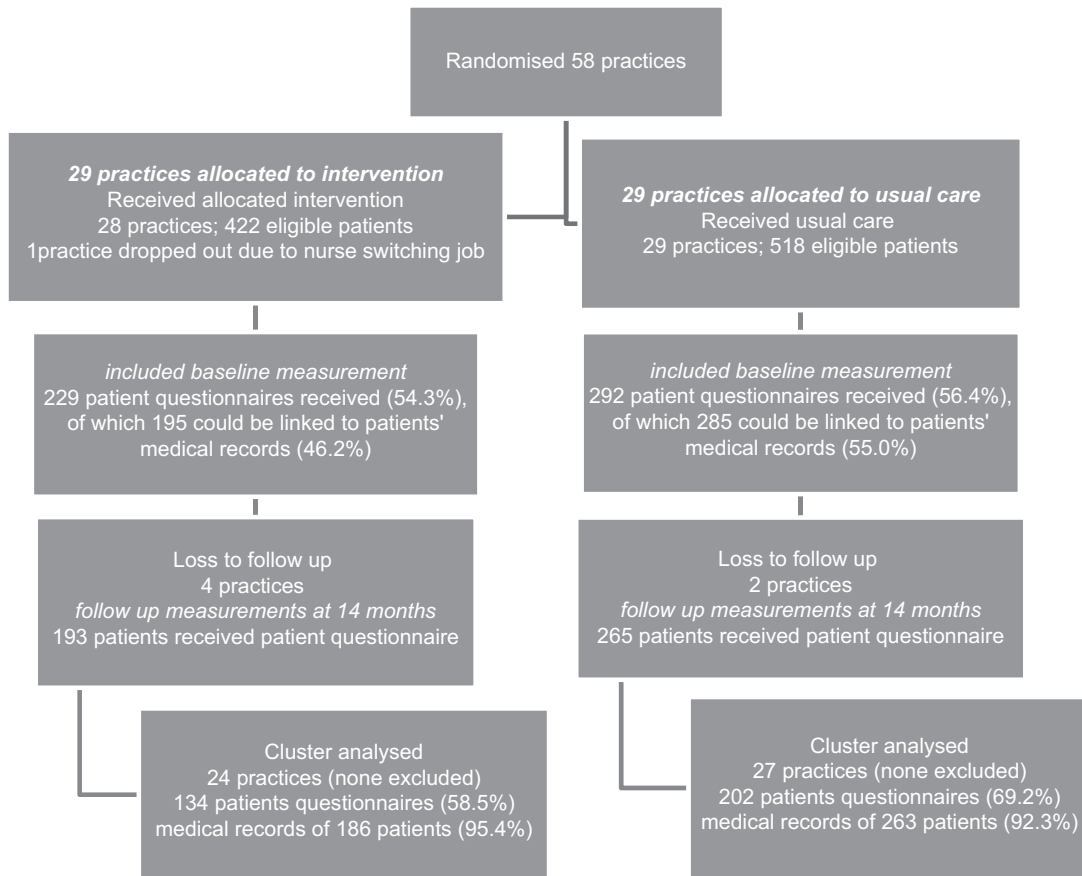 Randomised 58 practices
29 practices allocated to intervention
Received allocated intervention
28 practices; 422 eligible patients
1practice dropped out due to nurse switching job
29 practices allocated to usual care
Received usual care
29 practices; 518 eligible patients
included baseline measurement
229 patient questionnaires received (54.3%),
of which 195 could be linked to patients'
medical records (46.2%)
included baseline measurement
292 patient questionnaires received (56.4%),
of which 285 could be linked to patients'
medical records (55.0%)
Loss to follow up
4 practices
follow up measurements at 14 months
193 patients received patient questionnaire
Loss to follow up
2 practices
follow up measurements at 14 months
265 patients received patient questionnaire
Cluster analysed
24 practices (none excluded)
134 patients questionnaires (58.5%)
medical records of 186 patients (95.4%)
Cluster analysed
27 practices (none excluded)
202 patients questionnaires (69.2%)
medical records of 263 patients (92.3%)